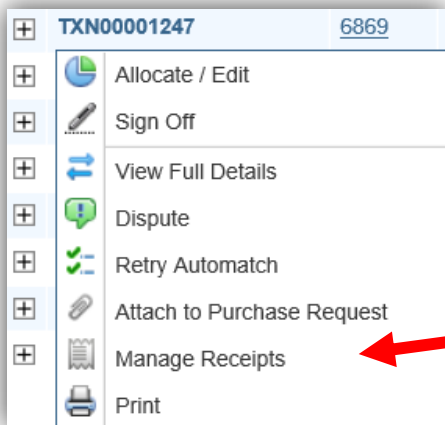 TXN00001247 6869
Allocate / Edit
Sign Off
View Full Details
Dispute
Retry Automatch
Attach to Purchase Request
Manage Receipts
Print